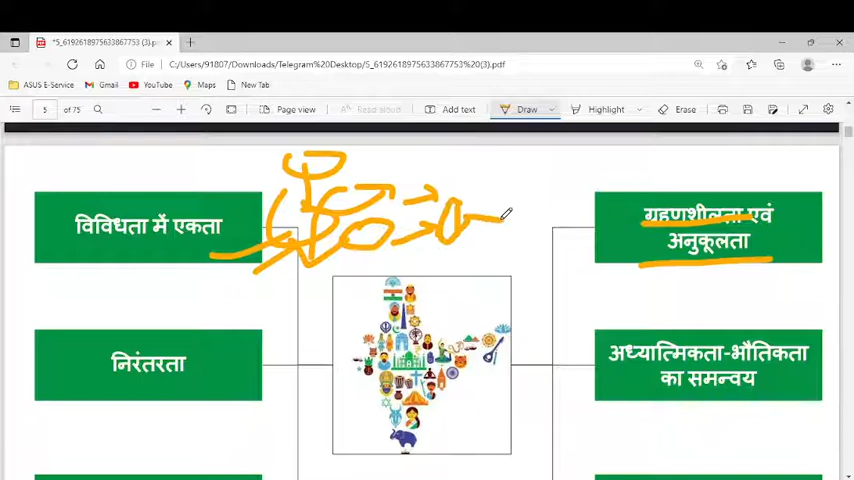 *5_6192618975633867753 (3).pd
File
C:/Users/91807/Downloads/Telegram%20Desktop/5_6192618975633867753%20(3).pdf
ASUS E-Service
Gmail
YouTube
Maps
New Tab
5
of 75
Page view
Read aloud
Add text
Draw
Highlight
Erase
विविधता में एकता
ग्रहणशीलता एवं
अनुकूलता
निरंतरता
अध्यात्मिकता-भौतिकता
का समन्वय